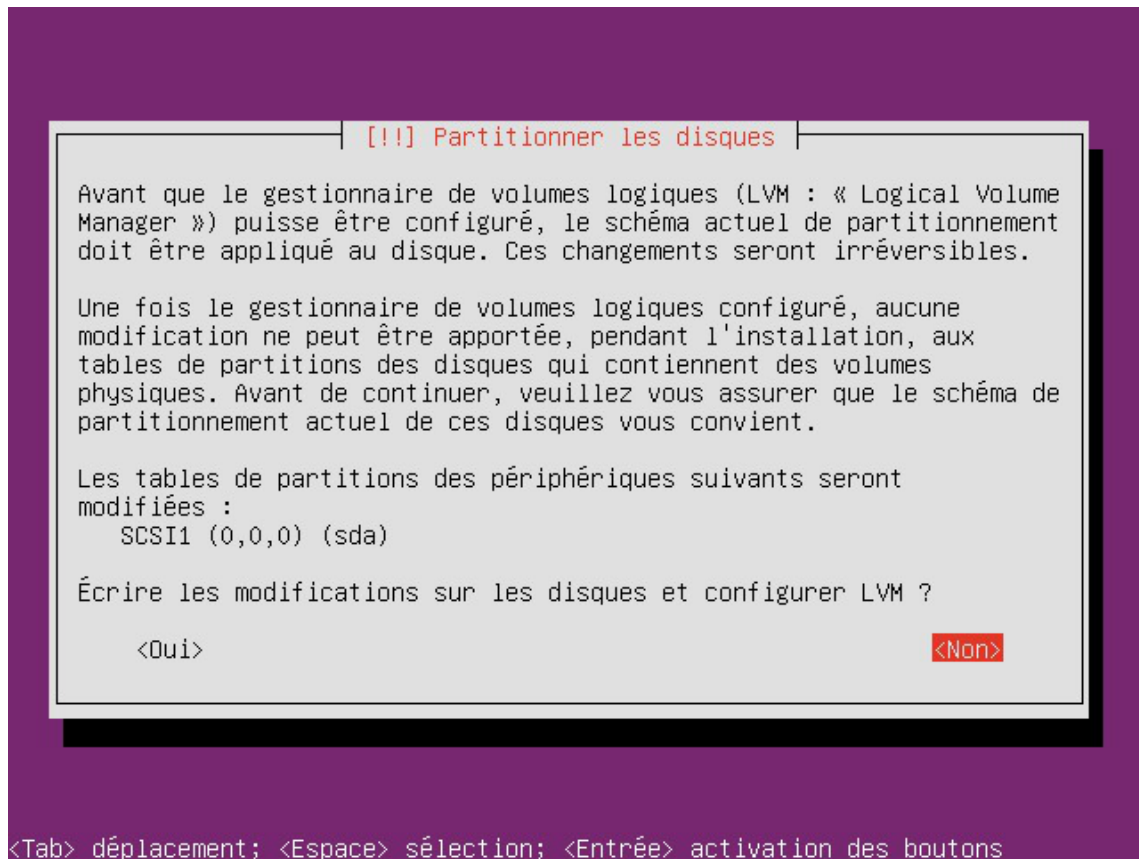 [!!] Partitionner les disques
Avant que le gestionnaire de volumes logiques (LVM : « Logical Volume
Manager ») puisse être configuré, le schéma actuel de partitionnement
doit être appliqué au disque. Ces changements seront irréversibles.
Une fois le gestionnaire de volumes logiques configuré, aucune
modification ne peut être apportée, pendant l'installation, aux
tables de partitions des disques qui contiennent des volumes
physiques. Avant de continuer, veuillez vous assurer que le schéma de
partitionnement actuel de ces disques vous convient.
Les tables de partitions des périphériques suivants seront
modifiées :
SCSI1 (0,0,0) (sda)
Écrire les modifications sur les disques et configurer LVM ?
<Oui> <Non>
<Tab> déplacement; <Espace> sélection; <Entrée> activation des boutons